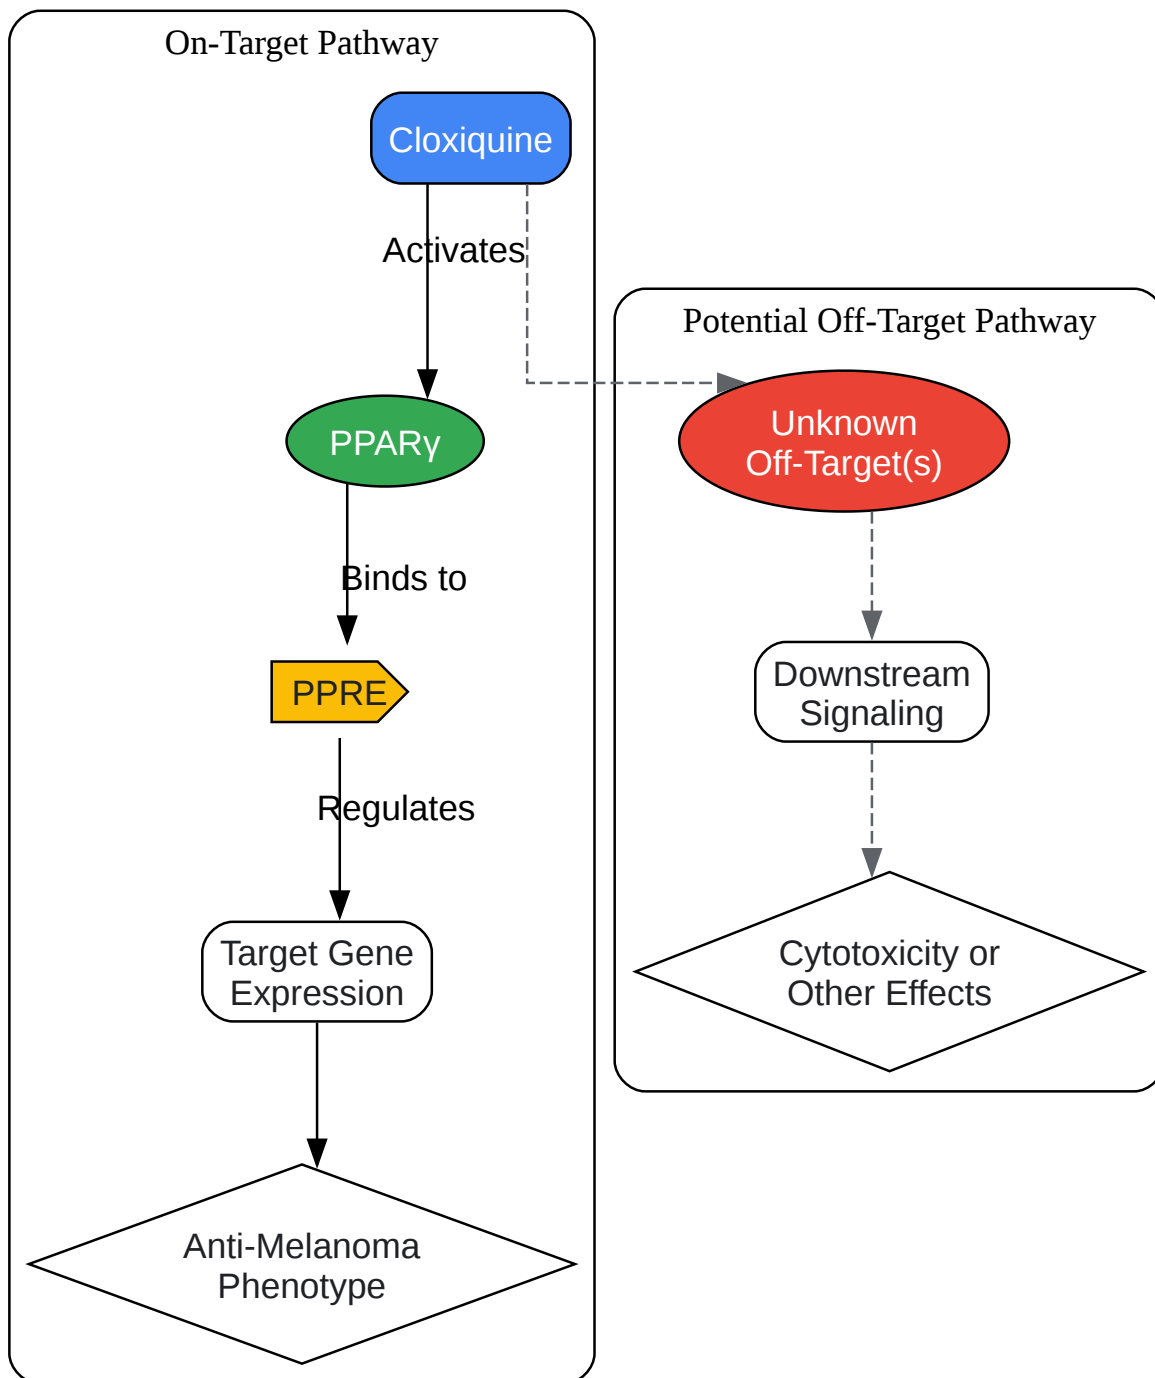 On-Target Pathway
Cloxiquine
Activates
PPARγ
Binds to
PPRE
Regulates
Target Gene
Expression
Anti-Melanoma
Phenotype
Potential Off-Target Pathway
Unknown
Off-Target(s)
Downstream
Signaling
Cytotoxicity or
Other Effects